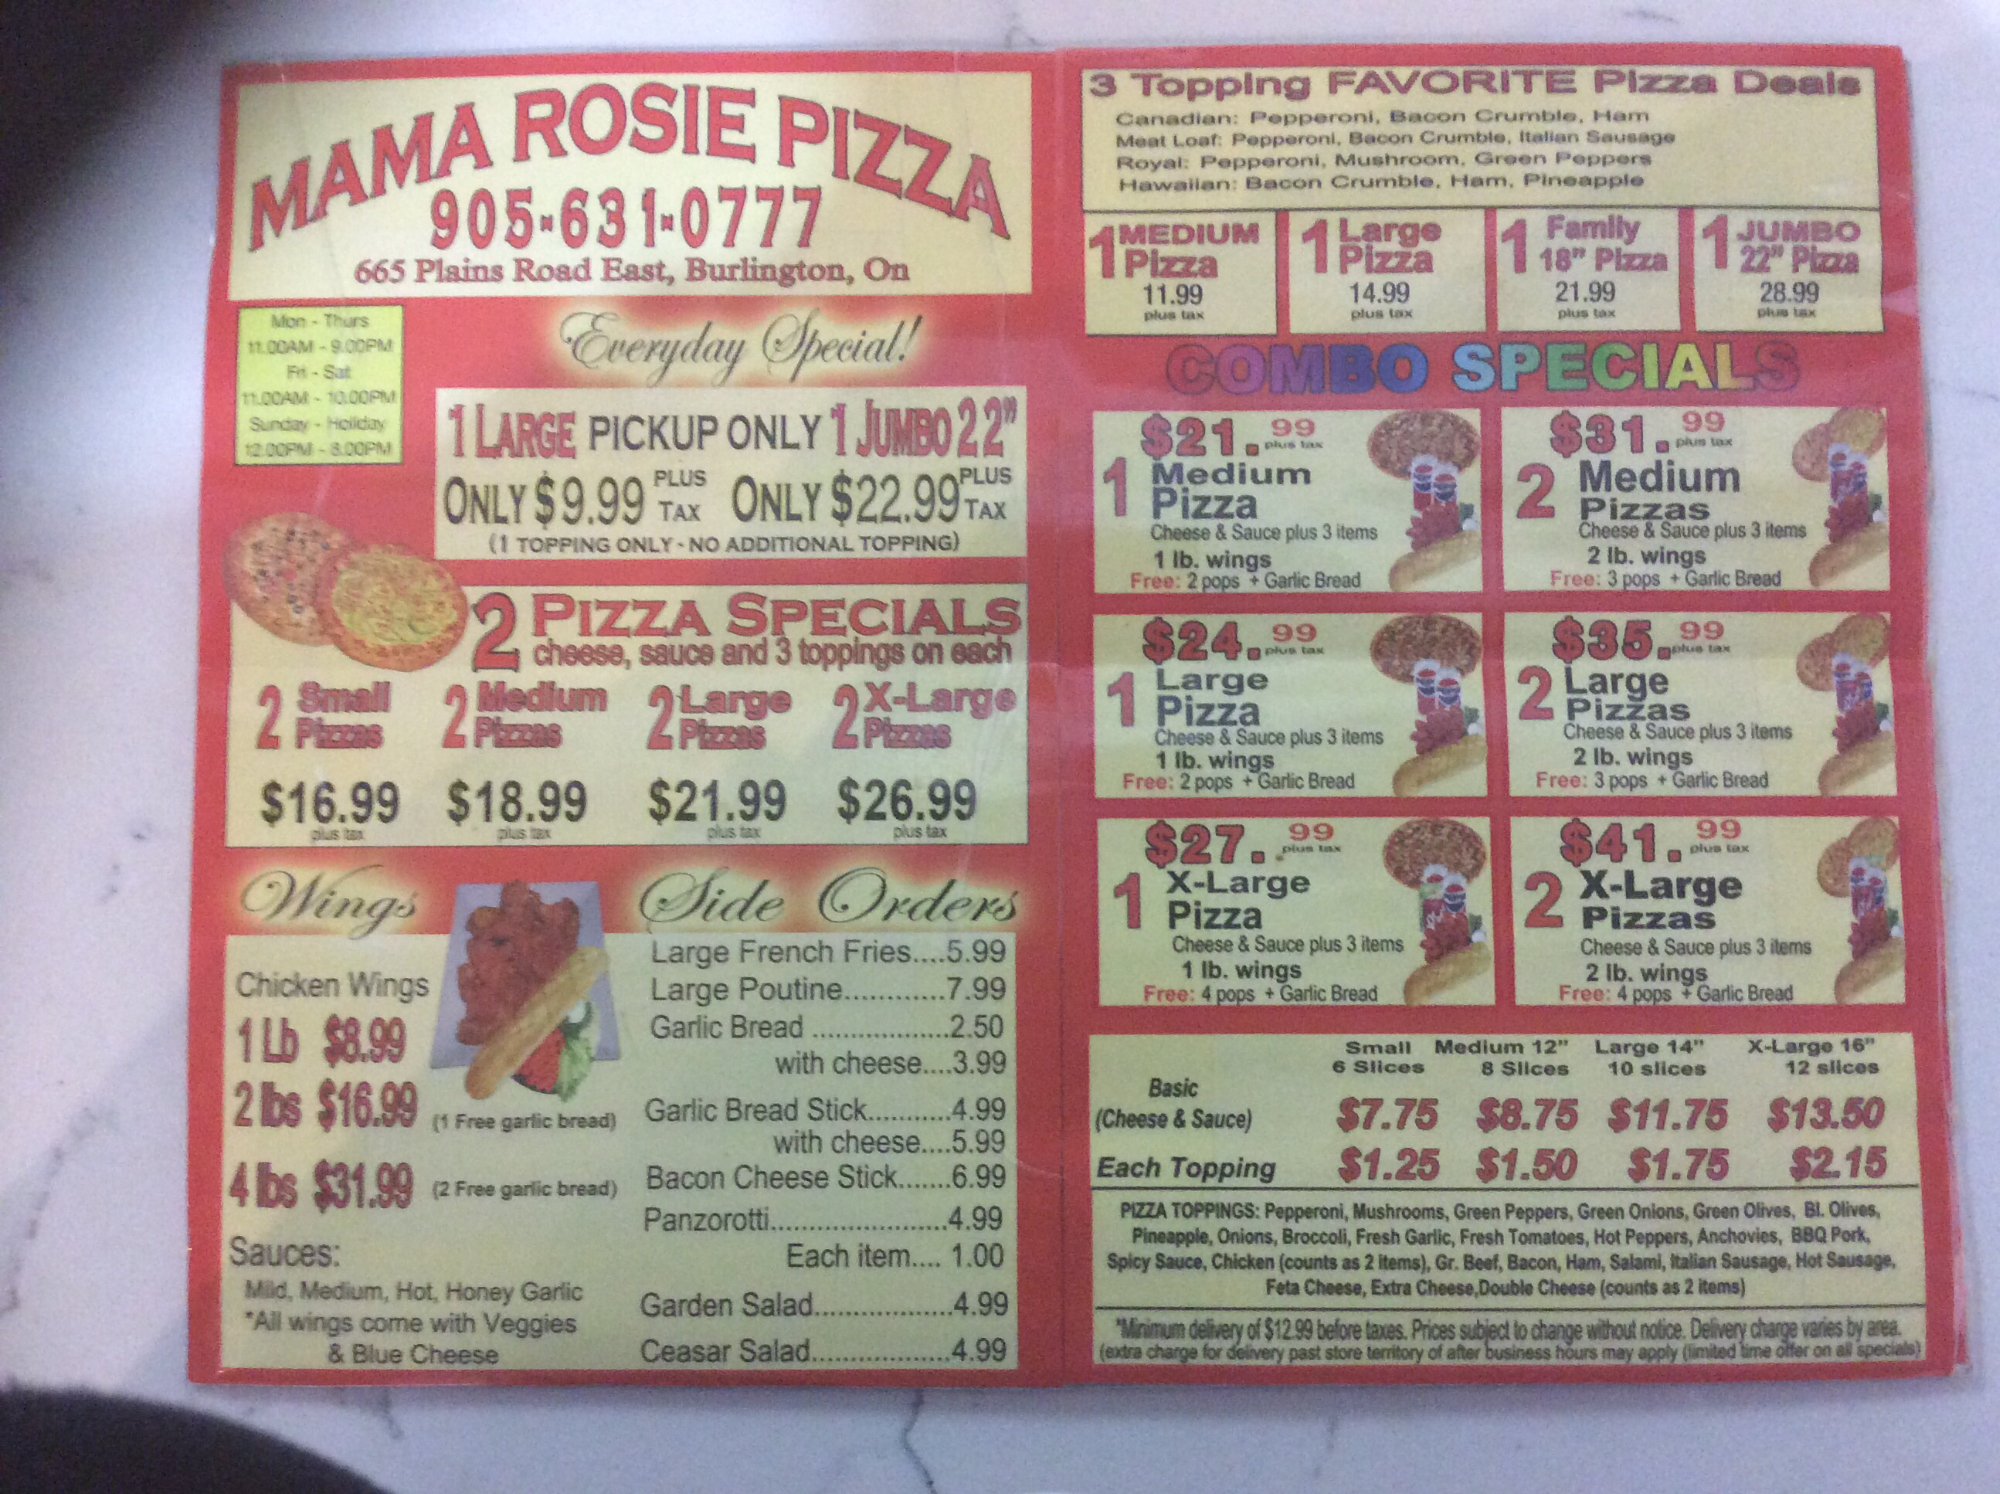 MAMA ROSIE PIZZA
905-631-0777
665 Plains Road East, Burlington, On
Mon - Thurs
11.00AM - 9.00PM
Fri - Sat
11.00AM - 10.00PM
Sunday - Holiday
12.00PM - 8.00PM
Everyday Special!
1 LARGE PICKUP ONLY 1 JUMBO 22"
ONLY $9.99 PLUS TAX ONLY $22.99 PLUS TAX
(1 TOPPING ONLY - NO ADDITIONAL TOPPING)
2 PIZZA SPECIALS
cheese, sauce and 3 toppings on each
2 Small Pizzas
$16.99
plus tax
2 Medium Pizzas
$18.99
plus tax
2 Large Pizzas
$21.99
plus tax
2 X-Large Pizzas
$26.99
plus tax
Wings
Chicken Wings
1 Lb $8.99
2 lbs $16.99 (1 Free garlic bread)
4 lbs $31.99 (2 Free garlic bread)
Sauces:
Mild, Medium, Hot, Honey Garlic
*All wings come with Veggies
& Blue Cheese
Side Orders
Large French Fries....5.99
Large Poutine.............7.99
Garlic Bread ..................2.50
with cheese....3.99
Garlic Bread Stick...........4.99
with cheese....5.99
Bacon Cheese Stick.......6.99
Panzorotti.......................4.99
Each item.... 1.00
Garden Salad..................4.99
Ceasar Salad..................4.99
3 Topping FAVORITE Pizza Deals
Canadian: Pepperoni, Bacon Crumble, Ham
Meat Loaf: Pepperoni, Bacon Crumble, Italian Sausage
Royal: Pepperoni, Mushroom, Green Peppers
Hawaiian: Bacon Crumble, Ham, Pineapple
1 MEDIUM Pizza
11.99
plus tax
1 Large Pizza
14.99
plus tax
1 Family 18" Pizza
21.99
plus tax
1 JUMBO 22" Pizza
28.99
plus tax
COMBO SPECIALS
$21.99 plus tax
1 Medium Pizza
Cheese & Sauce plus 3 items
1 lb. wings
Free: 2 pops + Garlic Bread
$31.99 plus tax
2 Medium Pizzas
Cheese & Sauce plus 3 items
2 lb. wings
Free: 3 pops + Garlic Bread
$24.99 plus tax
1 Large Pizza
Cheese & Sauce plus 3 items
1 lb. wings
Free: 2 pops + Garlic Bread
$35.99 plus tax
2 Large Pizzas
Cheese & Sauce plus 3 items
2 lb. wings
Free: 3 pops + Garlic Bread
$27.99 plus tax
1 X-Large Pizza
Cheese & Sauce plus 3 items
1 lb. wings
Free: 4 pops + Garlic Bread
$41.99 plus tax
2 X-Large Pizzas
Cheese & Sauce plus 3 items
2 lb. wings
Free: 4 pops + Garlic Bread
Small Medium 12" Large 14" X-Large 16"
6 Slices 8 Slices 10 slices 12 slices
Basic
(Cheese & Sauce) $7.75 $8.75 $11.75 $13.50
Each Topping $1.25 $1.50 $1.75 $2.15
PIZZA TOPPINGS: Pepperoni, Mushrooms, Green Peppers, Green Onions, Green Olives, Bl. Olives,
Pineapple, Onions, Broccoli, Fresh Garlic, Fresh Tomatoes, Hot Peppers, Anchovies, BBQ Pork,
Spicy Sauce, Chicken (counts as 2 items), Gr. Beef, Bacon, Ham, Salami, Italian Sausage, Hot Sausage,
Feta Cheese, Extra Cheese,Double Cheese (counts as 2 items)
*Minimum delivery of $12.99 before taxes. Prices subject to change without notice. Delivery charge varies by area.
(extra charge for delivery past store territory of after business hours may apply (limited time offer on all specials)